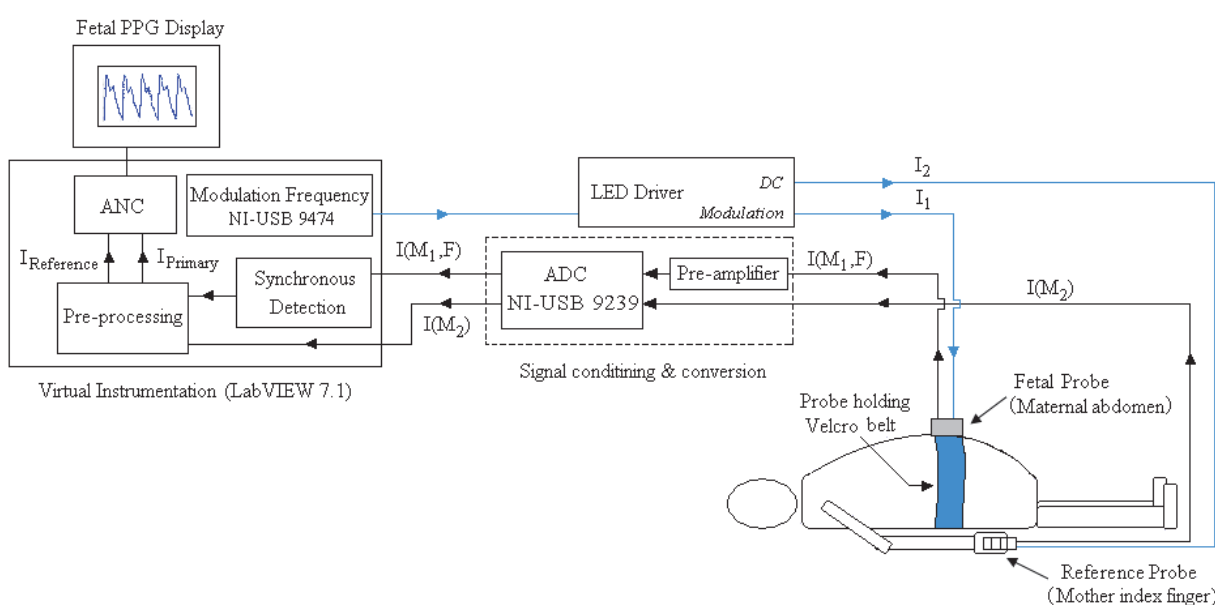 Fetal PPG Display
ANC
Modulation Frequency
NI-USB 9474
I Reference
I Primary
Pre-processing
Synchronous
Detection
Virtual Instrumentation (LabVIEW 7.1)
LED Driver
DC
Modulation
I2
I1
I(M1,F)
I(M2)
ADC
NI-USB 9239
Pre-amplifier
I(M1,F)
I(M2)
Signal conditining & conversion
Probe holding
Velcro belt
Fetal Probe
(Maternal abdomen)
Reference Probe
(Mother index finger)